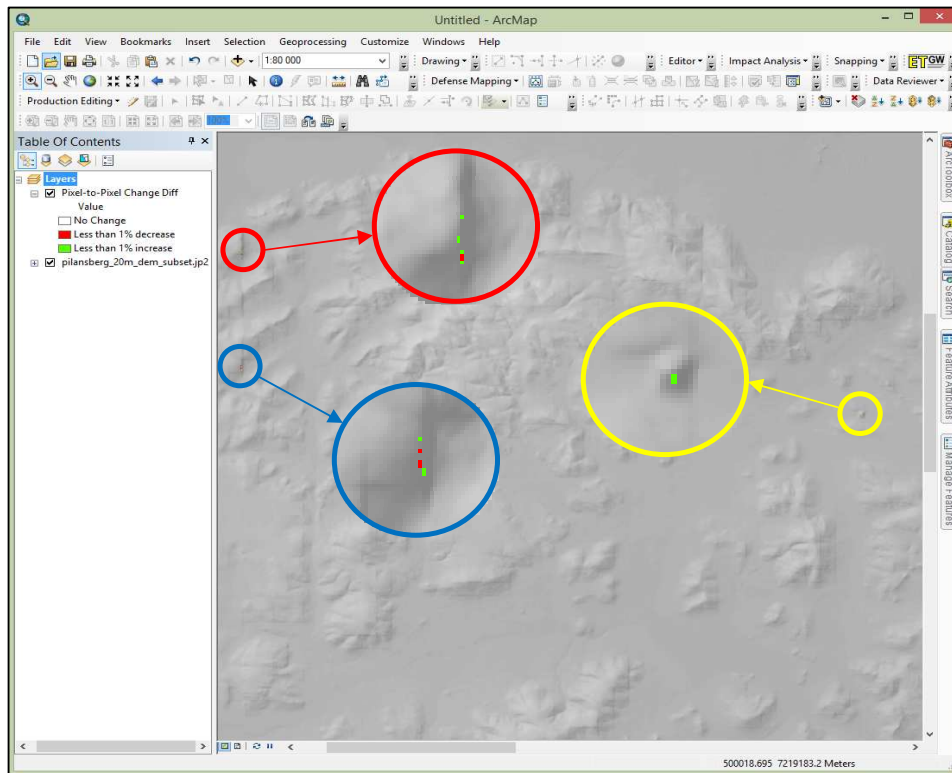 Untitled - ArcMap
File Edit View Bookmarks Insert Selection Geoprocessing Customize Windows Help
1:80 000 Drawing Editor Impact Analysis Snapping ET GW
Defense Mapping Data Reviewer
Production Editing
100%
Table Of Contents
Layers
Pixel-to-Pixel Change Diff
Value
No Change
Less than 1% decrease
Less than 1% increase
pilansberg_20m_dem_subset.jp2
ArcToolbox
Catalog
Search
Feature Attributes
Manage Features
500018.695 7219183.2 Meters